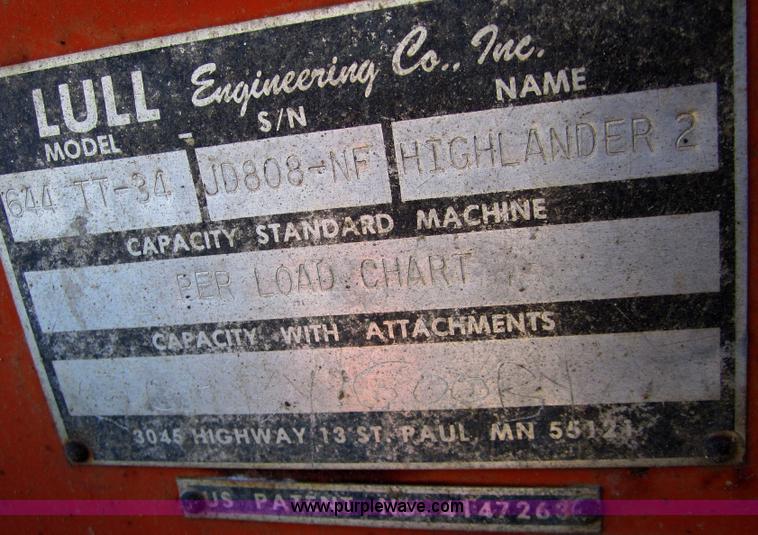 LULL Engineering Co., Inc.
MODEL S/N NAME
644 TT-34 JD808-NF HIGHLANDER 2
CAPACITY STANDARD MACHINE
PER LOAD CHART
CAPACITY WITH ATTACHMENTS
3045 HIGHWAY 13 ST. PAUL, MN 55121
US PATENT
www.purplewave.com